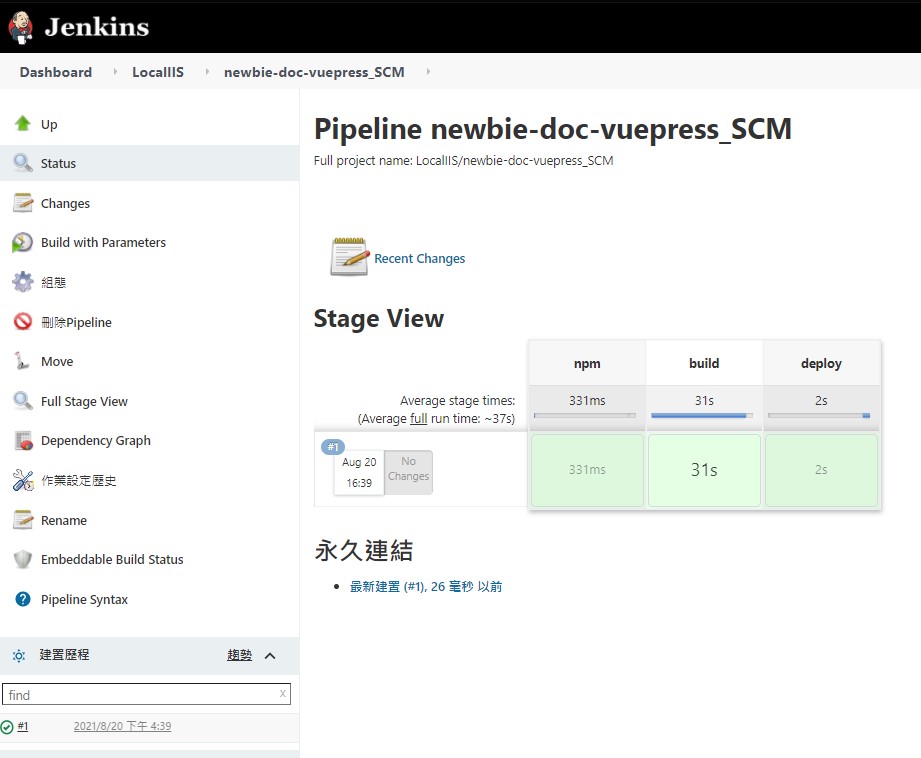 Jenkins
Dashboard LocalIIS newbie-doc-vuepress_SCM
Up
Status
Changes
Build with Parameters
組態
刪除Pipeline
Move
Full Stage View
Dependency Graph
作業設定歷史
Rename
Embeddable Build Status
Pipeline Syntax
建置歷程 趨勢
find x
#1 2021/8/20 下午 4:39
Pipeline newbie-doc-vuepress_SCM
Full project name: LocalIIS/newbie-doc-vuepress_SCM
Recent Changes
Stage View
npm build deploy
Average stage times: 331ms 31s 2s
(Average full run time: ~37s)
#1
Aug 20
16:39
No
Changes
331ms 31s 2s
永久連結
最新建置 (#1), 26 毫秒 以前